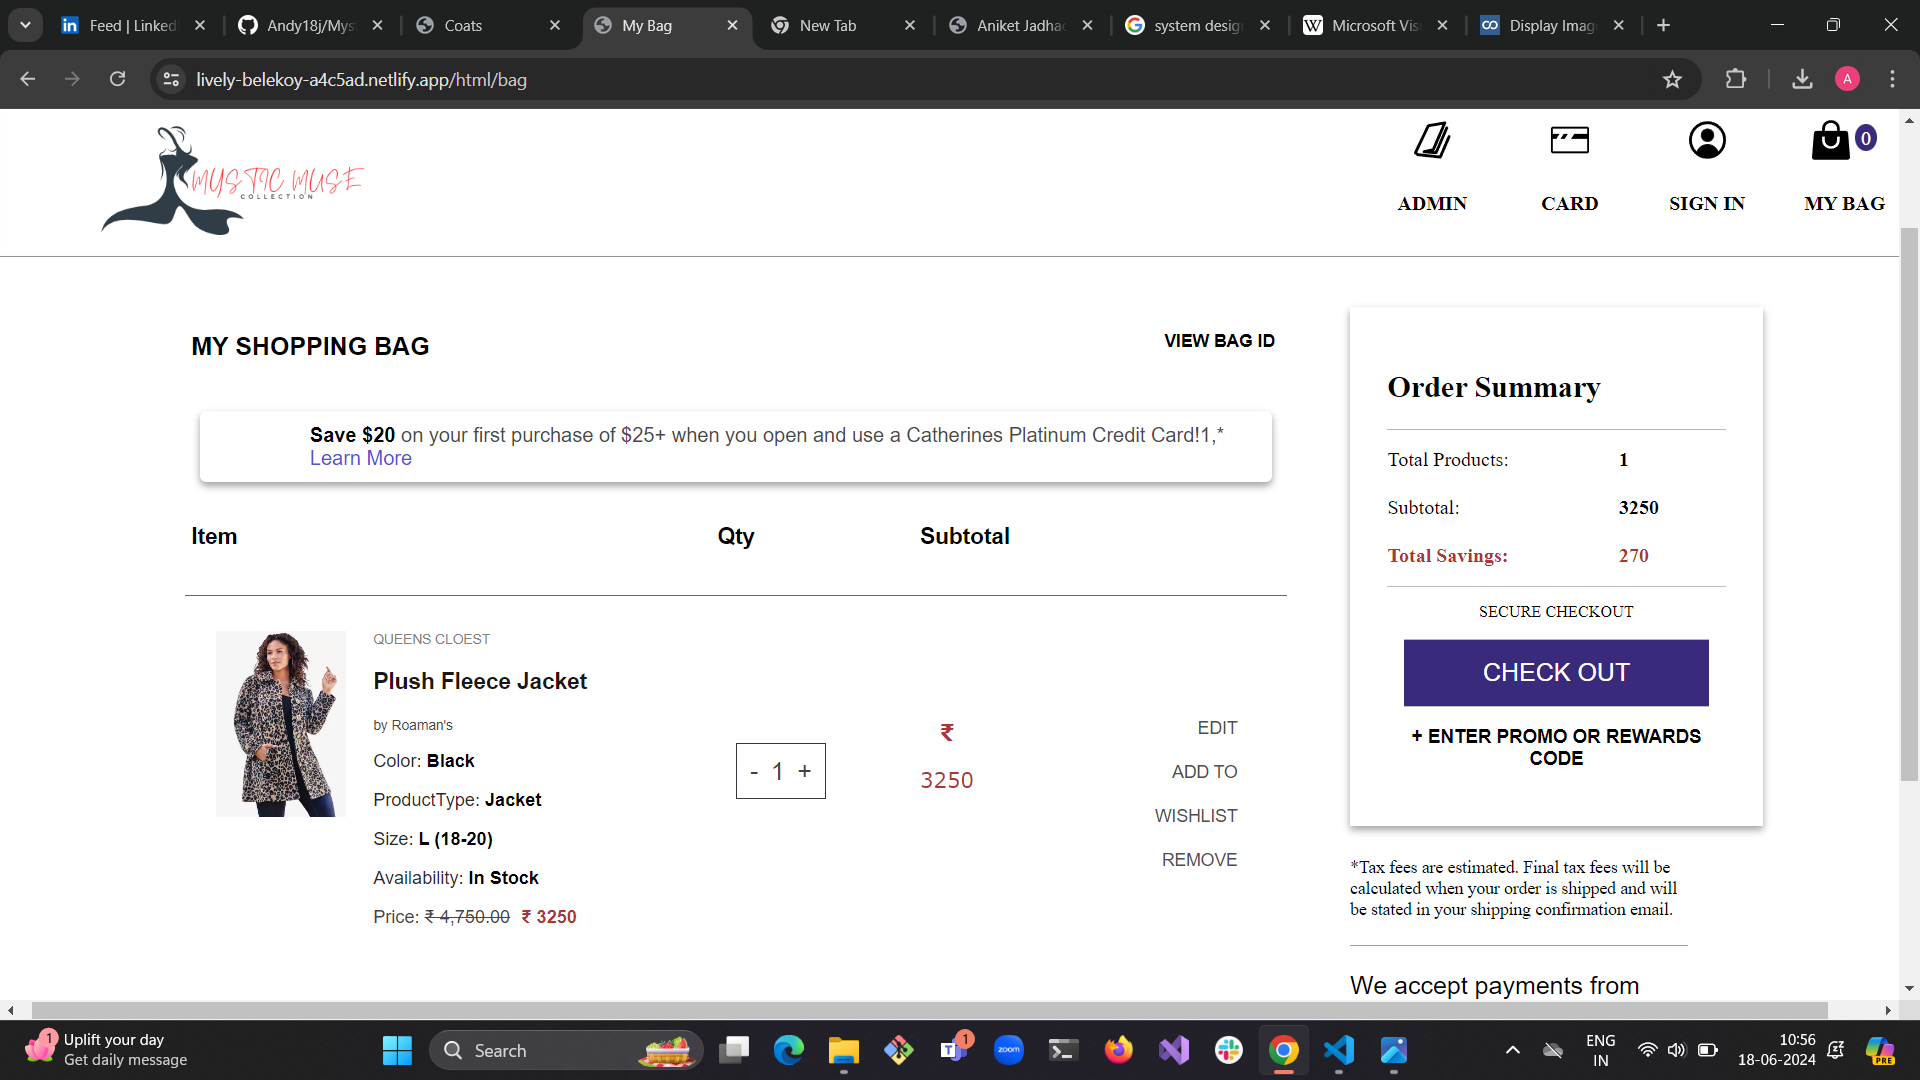 Feed | Linked
Andy18j/Mys
Coats
My Bag
New Tab
Aniket Jadha
system desig
Microsoft Vis
Display Imag
lively-belekoy-a4c5ad.netlify.app/html/bag
A
MYSTIC MUSE
COLLECTION
0
ADMIN
CARD
SIGN IN
MY BAG
MY SHOPPING BAG
VIEW BAG ID
Save $20 on your first purchase of $25+ when you open and use a Catherines Platinum Credit Card!1,*
Learn More
Item
Qty
Subtotal
QUEENS CLOEST
Plush Fleece Jacket
by Roaman's
Color: Black
ProductType: Jacket
Size: L (18-20)
Availability: In Stock
Price: ₹ 4,750.00 ₹ 3250
- 1 +
₹
3250
EDIT
ADD TO
WISHLIST
REMOVE
Order Summary
Total Products: 1
Subtotal: 3250
Total Savings: 270
SECURE CHECKOUT
CHECK OUT
+ ENTER PROMO OR REWARDS
CODE
*Tax fees are estimated. Final tax fees will be
calculated when your order is shipped and will
be stated in your shipping confirmation email.
We accept payments from
1
Uplift your day
Get daily message
Search
1
zoom
ENG
IN
10:56
18-06-2024
PRE